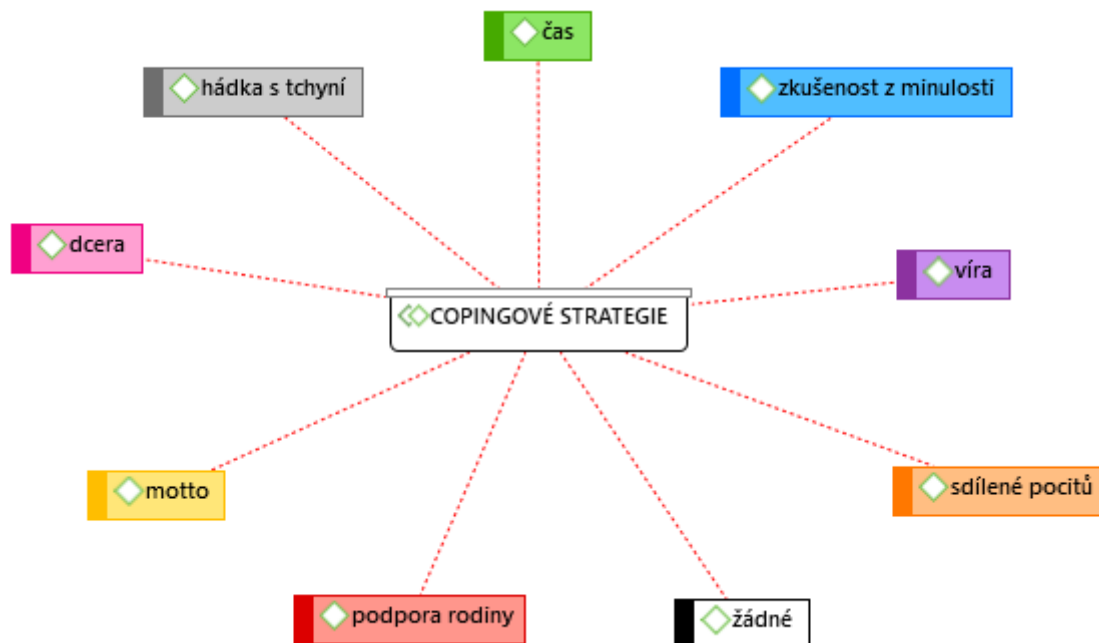 čas
hádka s tchyní
zkušenost z minulosti
dcera
víra
COPINGOVÉ STRATEGIE
motto
sdílené pocitů
podpora rodiny
žádné